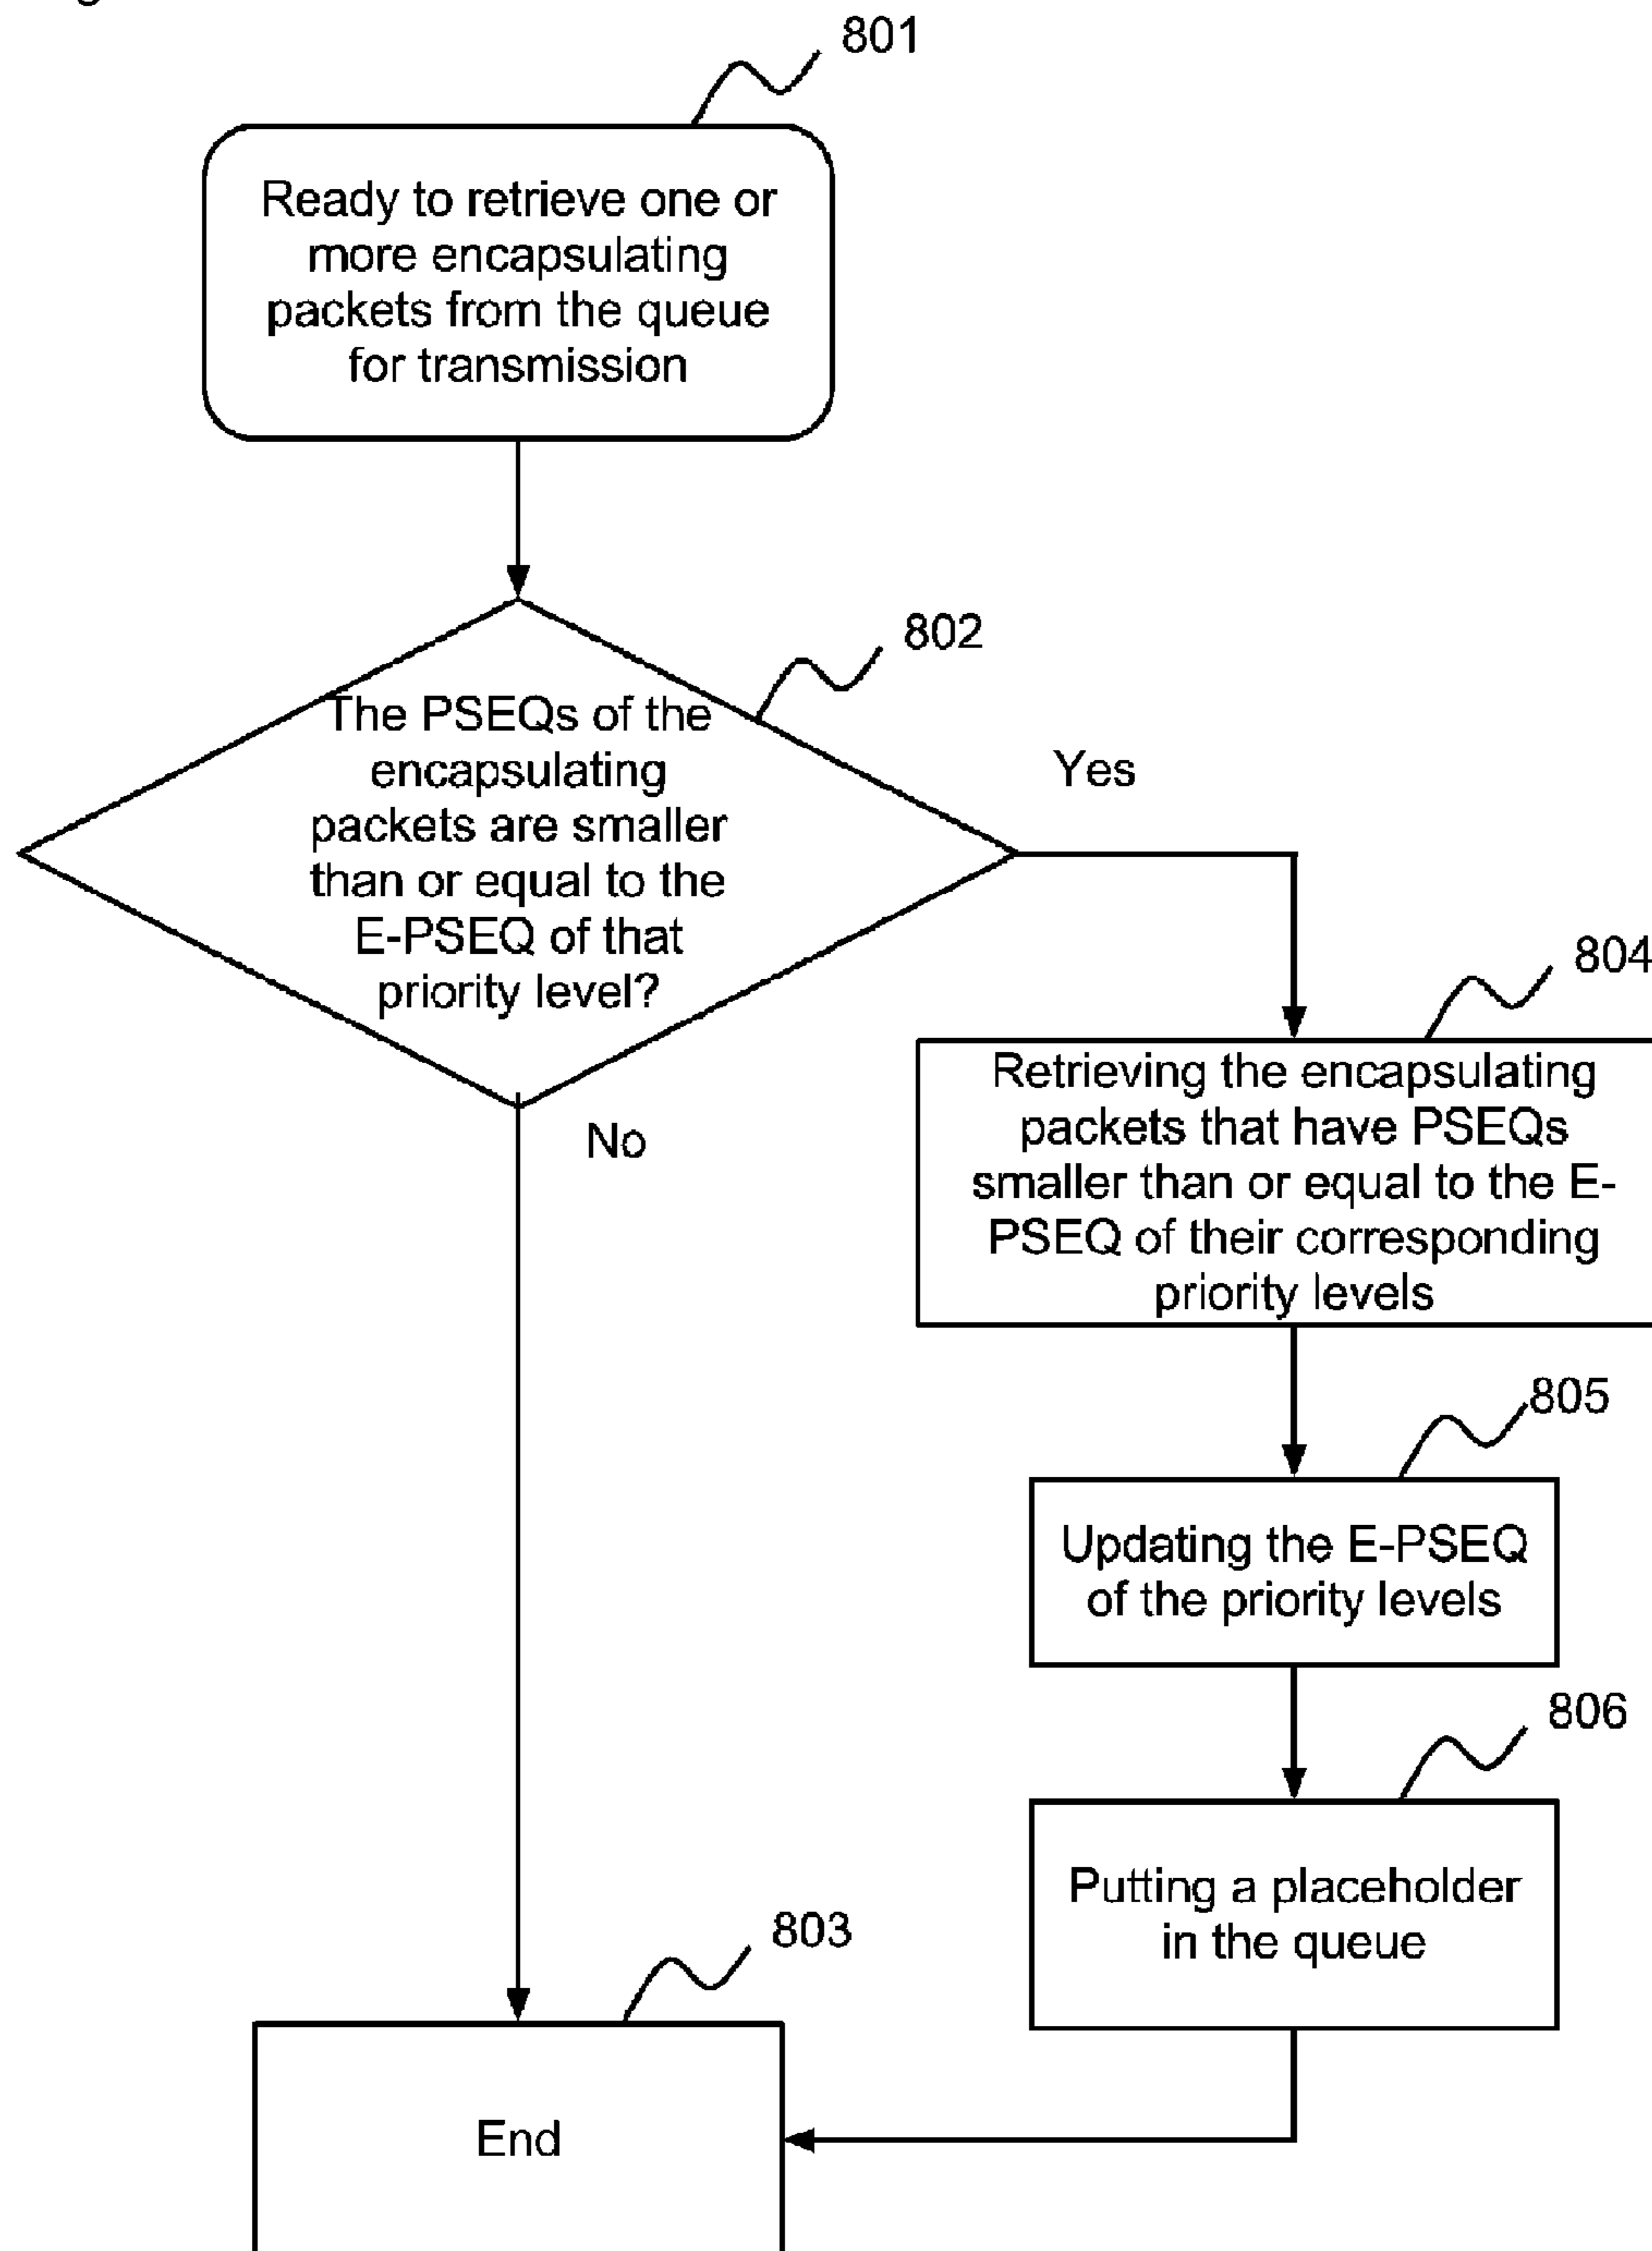 801
Ready to retrieve one or
more encapsulating
packets from the queue
for transmission
802
The PSEQs of the
encapsulating
packets are smaller
than or equal to the
E-PSEQ of that
priority level?
Yes
No
804
Retrieving the encapsulating
packets that have PSEQs
smaller than or equal to the E-
PSEQ of their corresponding
priority levels
805
Updating the E-PSEQ
of the priority levels
806
Putting a placeholder
in the queue
803
End